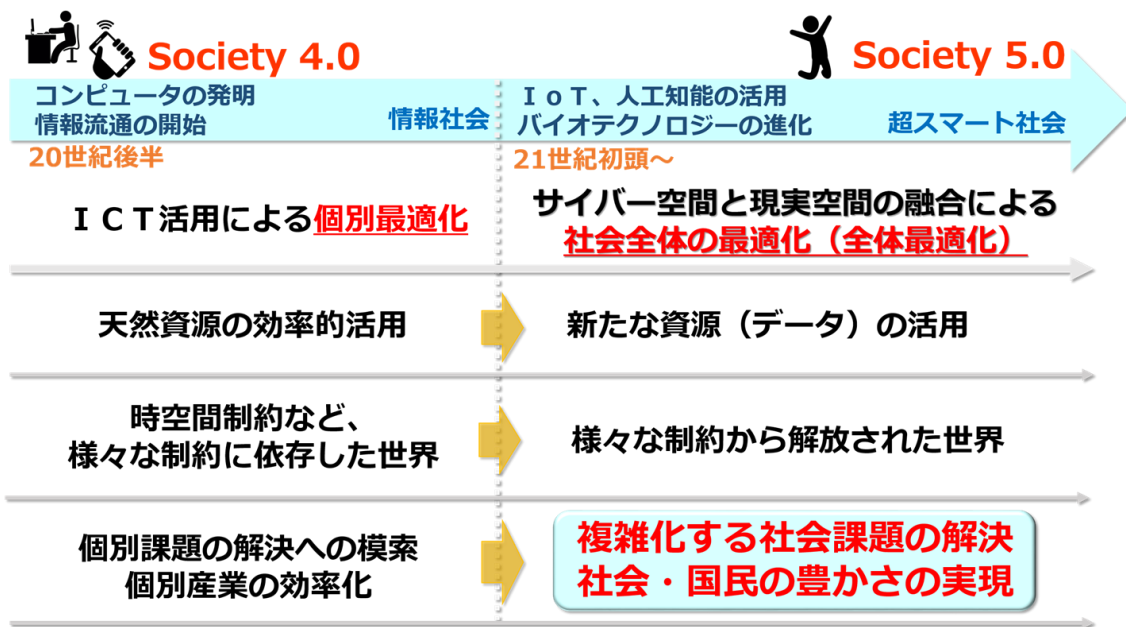 Society 4.0
Society 5.0
コンピュータの発明
情報流通の開始
情報社会
IoT、人工知能の活用
バイオテクノロジーの進化
超スマート社会
20世紀後半
21世紀初頭～
ICT活用による個別最適化
サイバー空間と現実空間の融合による
社会全体の最適化（全体最適化）
天然資源の効率的活用
新たな資源（データ）の活用
時空間制約など、
様々な制約に依存した世界
様々な制約から解放された世界
個別課題の解決への模索
個別産業の効率化
複雑化する社会課題の解決
社会・国民の豊かさの実現